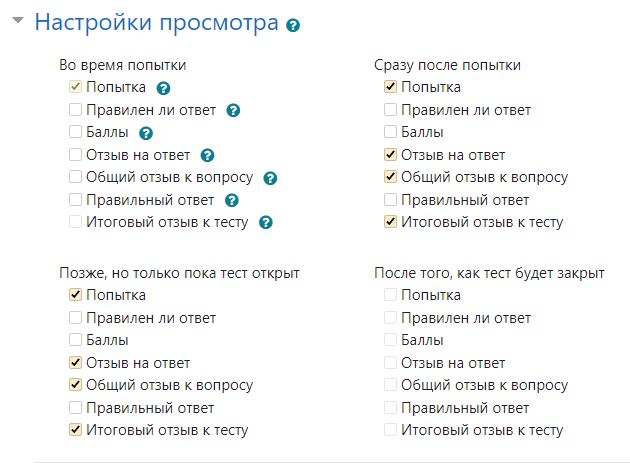 Настройки просмотра ?
Во время попытки
Попытка ?
Правилен ли ответ ?
Баллы ?
Отзыв на ответ ?
Общий отзыв к вопросу ?
Правильный ответ ?
Итоговый отзыв к тесту ?
Сразу после попытки
Попытка
Правилен ли ответ
Баллы
Отзыв на ответ
Общий отзыв к вопросу
Правильный ответ
Итоговый отзыв к тесту
Позже, но только пока тест открыт
Попытка
Правилен ли ответ
Баллы
Отзыв на ответ
Общий отзыв к вопросу
Правильный ответ
Итоговый отзыв к тесту
После того, как тест будет закрыт
Попытка
Правилен ли ответ
Баллы
Отзыв на ответ
Общий отзыв к вопросу
Правильный ответ
Итоговый отзыв к тесту